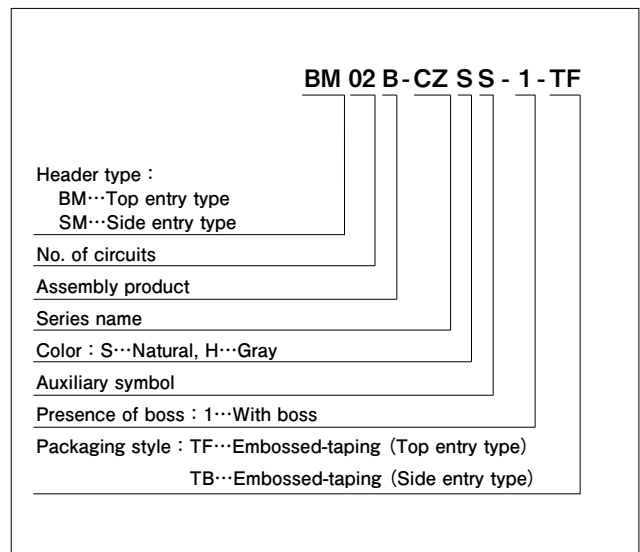 BM 02 B - CZ S S - 1 - TF
Header type：
BM…Top entry type
SM…Side entry type
No. of circuits
Assembly product
Series name
Color：S…Natural, H…Gray
Auxiliary symbol
Presence of boss：1…With boss
Packaging style：TF…Embossed-taping (Top entry type)
TB…Embossed-taping (Side entry type)